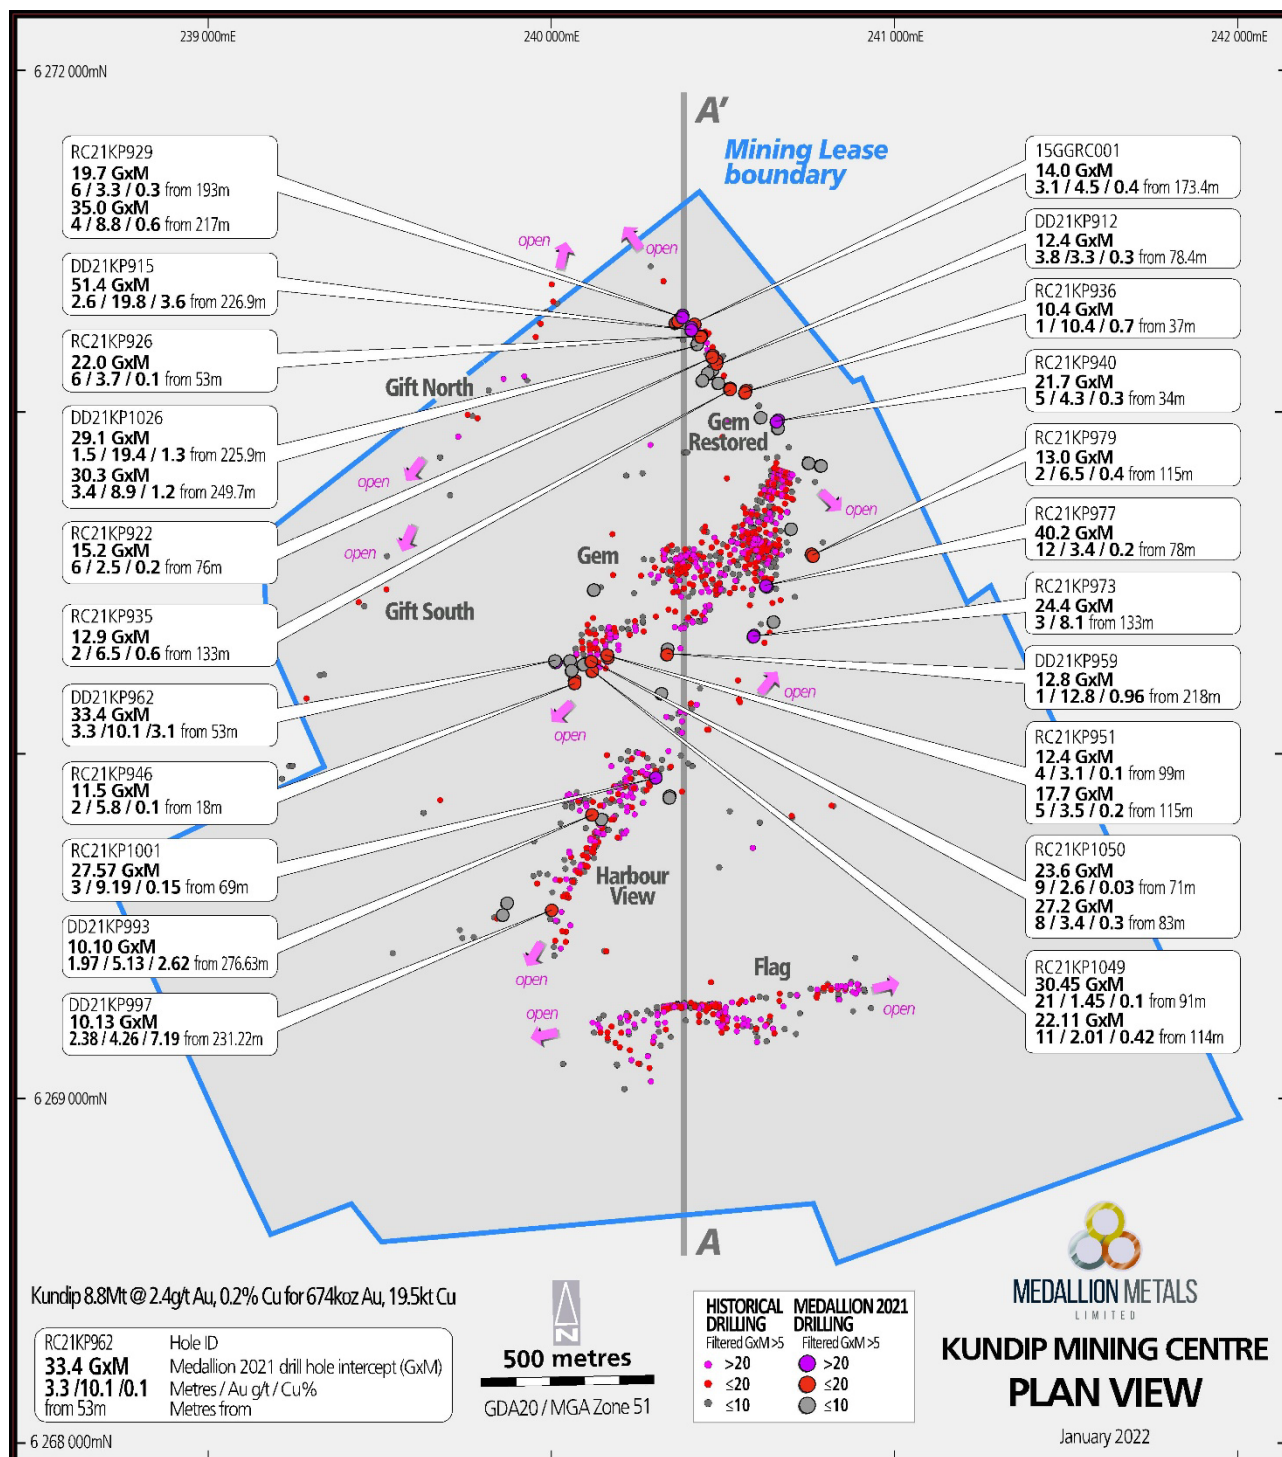 239 000mE
240 000mE
241 000mE
242 000mE
6 272 000mN
A'
Mining Lease
boundary
RC21KP929
19.7 GxM
6 / 3.3 / 0.3 from 193m
35.0 GxM
4 / 8.8 / 0.6 from 217m
DD21KP915
51.4 GxM
2.6 / 19.8 / 3.6 from 226.9m
RC21KP926
22.0 GxM
6 / 3.7 / 0.1 from 53m
DD21KP1026
29.1 GxM
1.5 / 19.4 / 1.3 from 225.9m
30.3 GxM
3.4 / 8.9 / 1.2 from 249.7m
RC21KP922
15.2 GxM
6 / 2.5 / 0.2 from 76m
RC21KP935
12.9 GxM
2 / 6.5 / 0.6 from 133m
DD21KP962
33.4 GxM
3.3 /10.1 /3.1 from 53m
RC21KP946
11.5 GxM
2 / 5.8 / 0.1 from 18m
RC21KP1001
27.57 GxM
3 / 9.19 / 0.15 from 69m
DD21KP993
10.10 GxM
1.97 / 5.13 / 2.62 from 276.63m
DD21KP997
10.13 GxM
2.38 / 4.26 / 7.19 from 231.22m
15GGRC001
14.0 GxM
3.1 / 4.5 / 0.4 from 173.4m
DD21KP912
12.4 GxM
3.8 /3.3 / 0.3 from 78.4m
RC21KP936
10.4 GxM
1 / 10.4 / 0.7 from 37m
RC21KP940
21.7 GxM
5 / 4.3 / 0.3 from 34m
RC21KP979
13.0 GxM
2 / 6.5 / 0.4 from 115m
RC21KP977
40.2 GxM
12 / 3.4 / 0.2 from 78m
RC21KP973
24.4 GxM
3 / 8.1 from 133m
DD21KP959
12.8 GxM
1 / 12.8 / 0.96 from 218m
RC21KP951
12.4 GxM
4 / 3.1 / 0.1 from 99m
17.7 GxM
5 / 3.5 / 0.2 from 115m
RC21KP1050
23.6 GxM
9 / 2.6 / 0.03 from 71m
27.2 GxM
8 / 3.4 / 0.3 from 83m
RC21KP1049
30.45 GxM
21 / 1.45 / 0.1 from 91m
22.11 GxM
11 / 2.01 / 0.42 from 114m
open
open
Gift North
Gem
Restored
open
open
open
Gem
Gift South
open
open
Harbour
View
open
Flag
open
open
6 269 000mN
A
Kundip 8.8Mt @ 2.4g/t Au, 0.2% Cu for 674koz Au, 19.5kt Cu
RC21KP962 Hole ID
33.4 GxM Medallion 2021 drill hole intercept (GxM)
3.3 /10.1 /0.1 Metres / Au g/t / Cu%
from 53m Metres from
6 268 000mN
N
500 metres
GDA20 / MGA Zone 51
HISTORICAL
DRILLING
Filtered GxM >5
>20
≤20
≤10
MEDALLION 2021
DRILLING
Filtered GxM >5
>20
≤20
≤10
MEDALLION METALS
LIMITED
KUNDIP MINING CENTRE
PLAN VIEW
January 2022